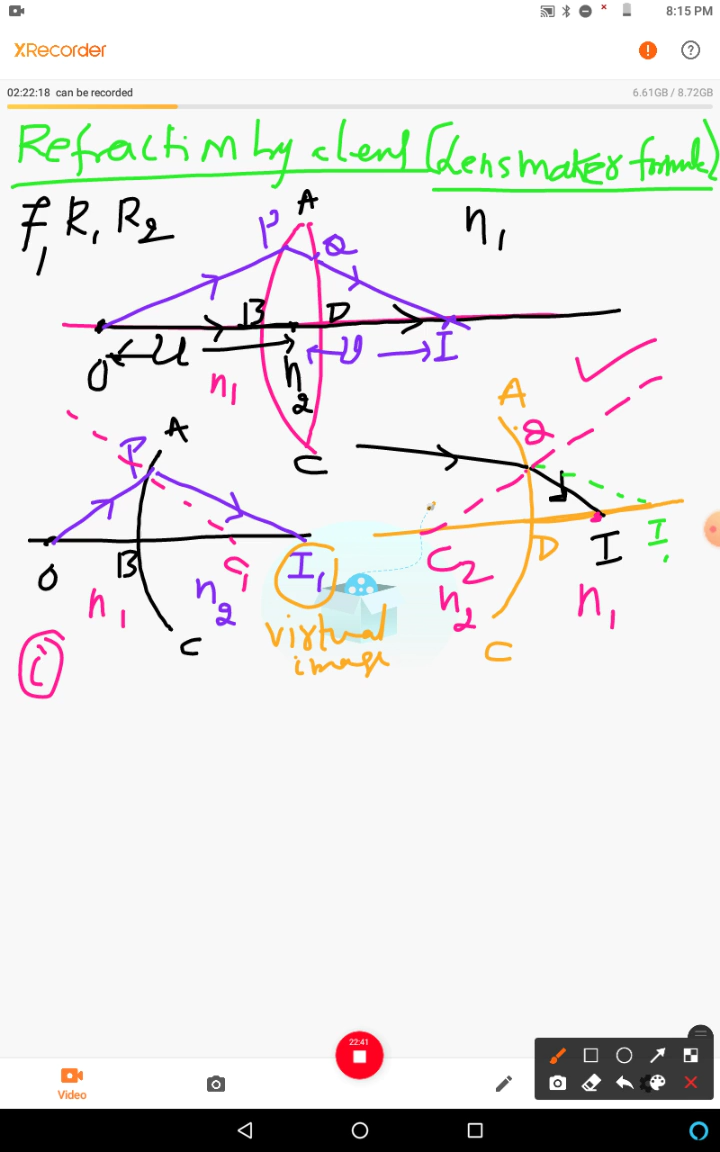 8:15 PM
XRecorder
02:22:18 can be recorded
6.61GB / 8.72GB
Refraction by a lens (Lens maker formula)
f, R1 R2
A
n1
P
Q
B
D
O
U
n1
n2
v
I
C
A
P
A
Q
O
B
C1
I1
C2
D
I
I1
n1
n2
n2
n1
C
virtual
image
C
i
22:41
Video